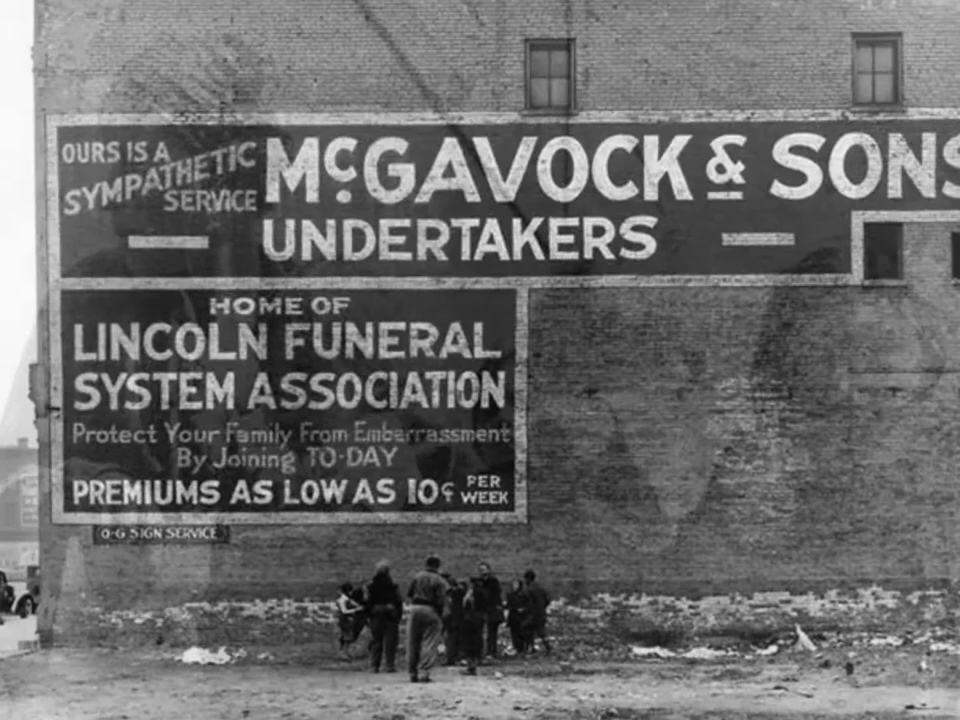 OURS IS A
SYMPATHETIC
SERVICE
McGAVOCK & SONS
UNDERTAKERS
HOME OF
LINCOLN FUNERAL
SYSTEM ASSOCIATION
Protect Your Family From Embarrassment
By Joining TO-DAY
PREMIUMS AS LOW AS 10¢ PER WEEK
O-G SIGN SERVICE